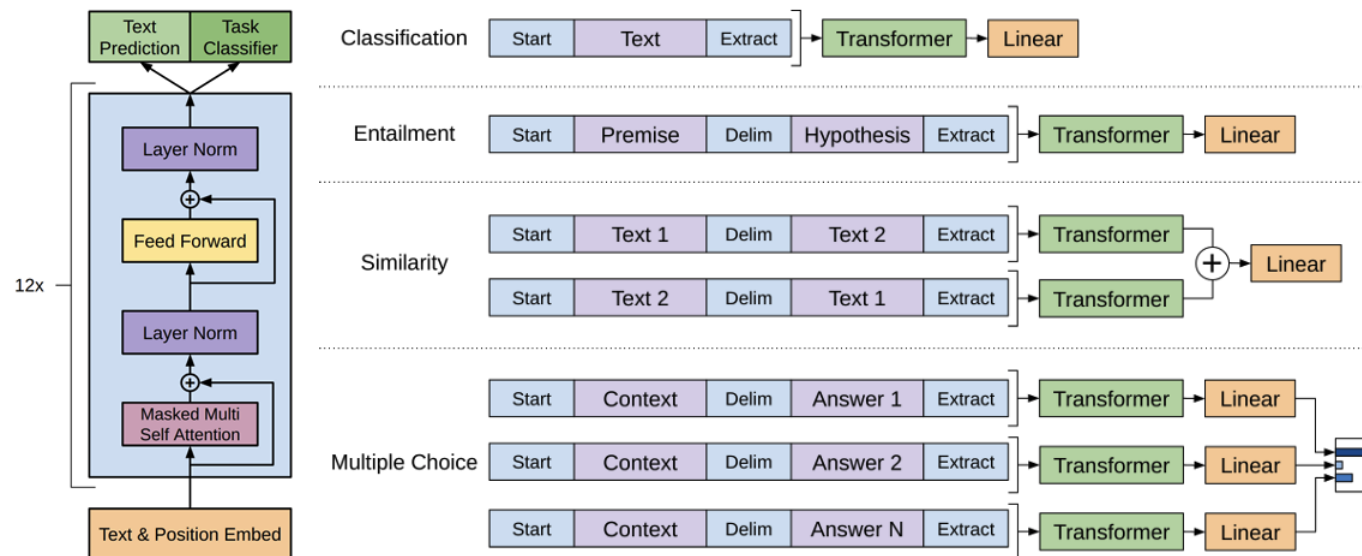 Text
Prediction
Task
Classifier
Layer Norm
Feed Forward
12x
Layer Norm
Masked Multi
Self Attention
Text & Position Embed
Classification
Start Text Extract Transformer Linear
Entailment
Start Premise Delim Hypothesis Extract Transformer Linear
Similarity
Start Text 1 Delim Text 2 Extract Transformer
Start Text 2 Delim Text 1 Extract Transformer
Linear
Multiple Choice
Start Context Delim Answer 1 Extract Transformer Linear
Start Context Delim Answer 2 Extract Transformer Linear
Start Context Delim Answer N Extract Transformer Linear